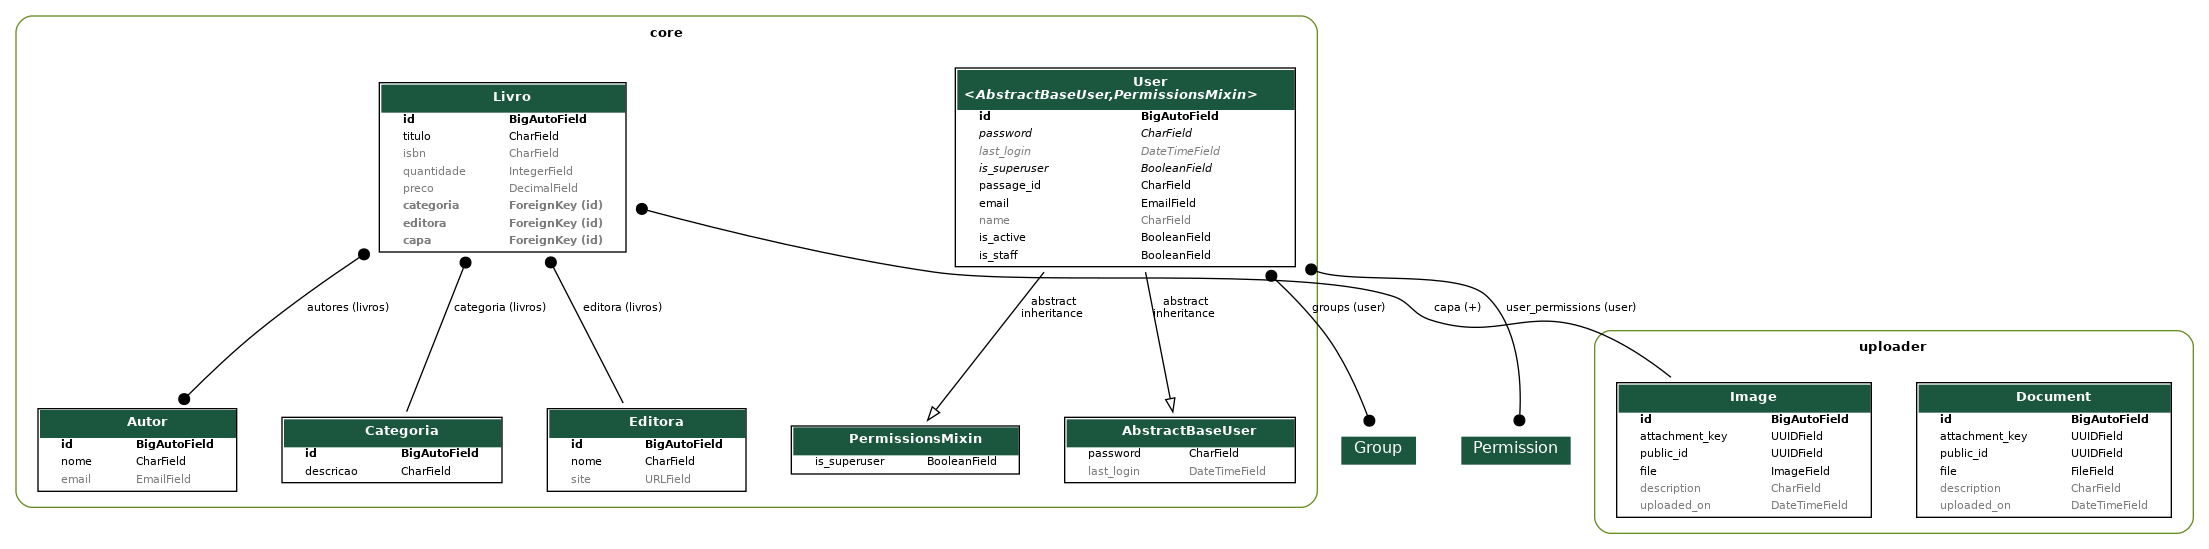 core
Livro
id BigAutoField
titulo CharField
isbn CharField
quantidade IntegerField
preco DecimalField
categoria ForeignKey (id)
editora ForeignKey (id)
capa ForeignKey (id)
User
<AbstractBaseUser,PermissionsMixin>
id BigAutoField
password CharField
last_login DateTimeField
is_superuser BooleanField
passage_id CharField
email EmailField
name CharField
is_active BooleanField
is_staff BooleanField
autores (livros)
categoria (livros)
editora (livros)
abstract
inheritance
abstract
inheritance
groups (user)
capa (+)
user_permissions (user)
Autor
id BigAutoField
nome CharField
email EmailField
Categoria
id BigAutoField
descricao CharField
Editora
id BigAutoField
nome CharField
site URLField
PermissionsMixin
is_superuser BooleanField
AbstractBaseUser
password CharField
last_login DateTimeField
Group
Permission
uploader
Image
id BigAutoField
attachment_key UUIDField
public_id UUIDField
file ImageField
description CharField
uploaded_on DateTimeField
Document
id BigAutoField
attachment_key UUIDField
public_id UUIDField
file FileField
description CharField
uploaded_on DateTimeField